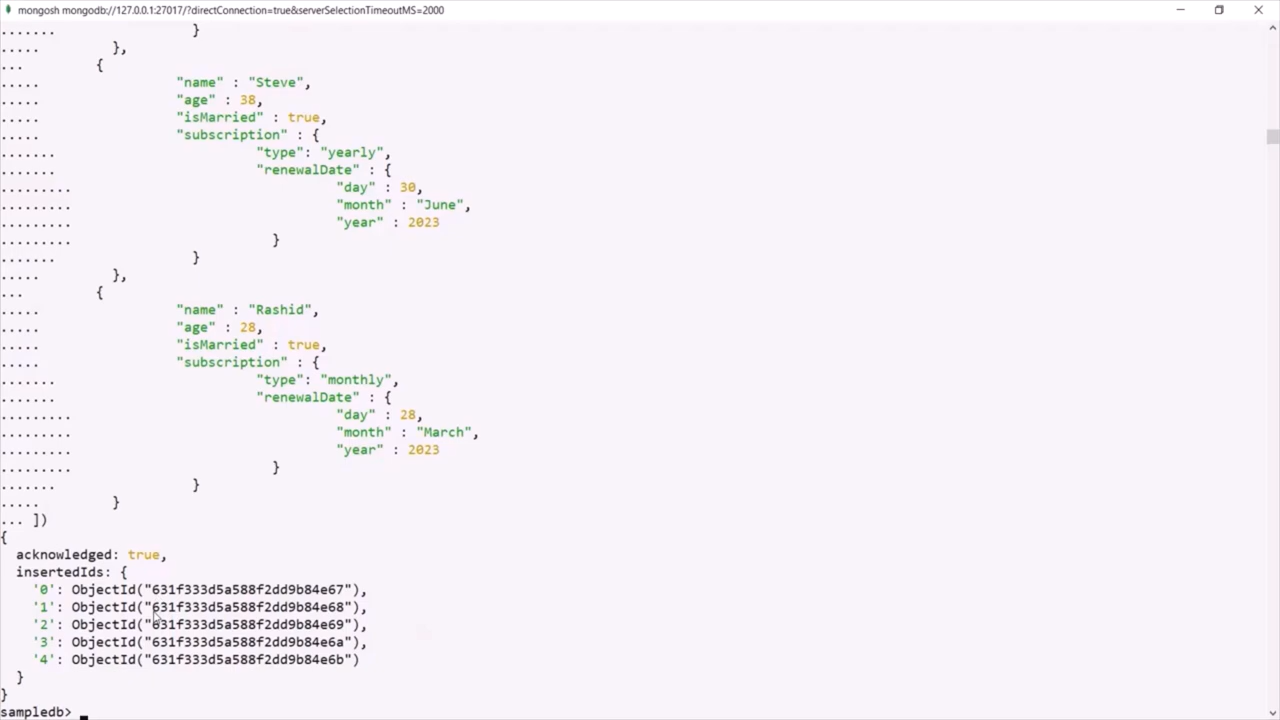 mongosh mongodb://127.0.0.1:27017/?directConnection=true&serverSelectionTimeoutMS=2000
.......                 }
.....         },
...         {
.....                 "name" : "Steve",
.....                 "age" : 38,
.....                 "isMarried" : true,
.....                 "subscription" : {
.......                         "type": "yearly",
.......                         "renewalDate" : {
.........                                 "day" : 30,
.........                                 "month" : "June",
.........                                 "year" : 2023
.........                         }
.......                 }
.....         },
...         {
.....                 "name" : "Rashid",
.....                 "age" : 28,
.....                 "isMarried" : true,
.....                 "subscription" : {
.......                         "type": "monthly",
.......                         "renewalDate" : {
.........                                 "day" : 28,
.........                                 "month" : "March",
.........                                 "year" : 2023
.........                         }
.......                 }
.....         }
... ])
{
  acknowledged: true,
  insertedIds: {
    '0': ObjectId("631f333d5a588f2dd9b84e67"),
    '1': ObjectId("631f333d5a588f2dd9b84e68"),
    '2': ObjectId("631f333d5a588f2dd9b84e69"),
    '3': ObjectId("631f333d5a588f2dd9b84e6a"),
    '4': ObjectId("631f333d5a588f2dd9b84e6b")
  }
}
sampledb>